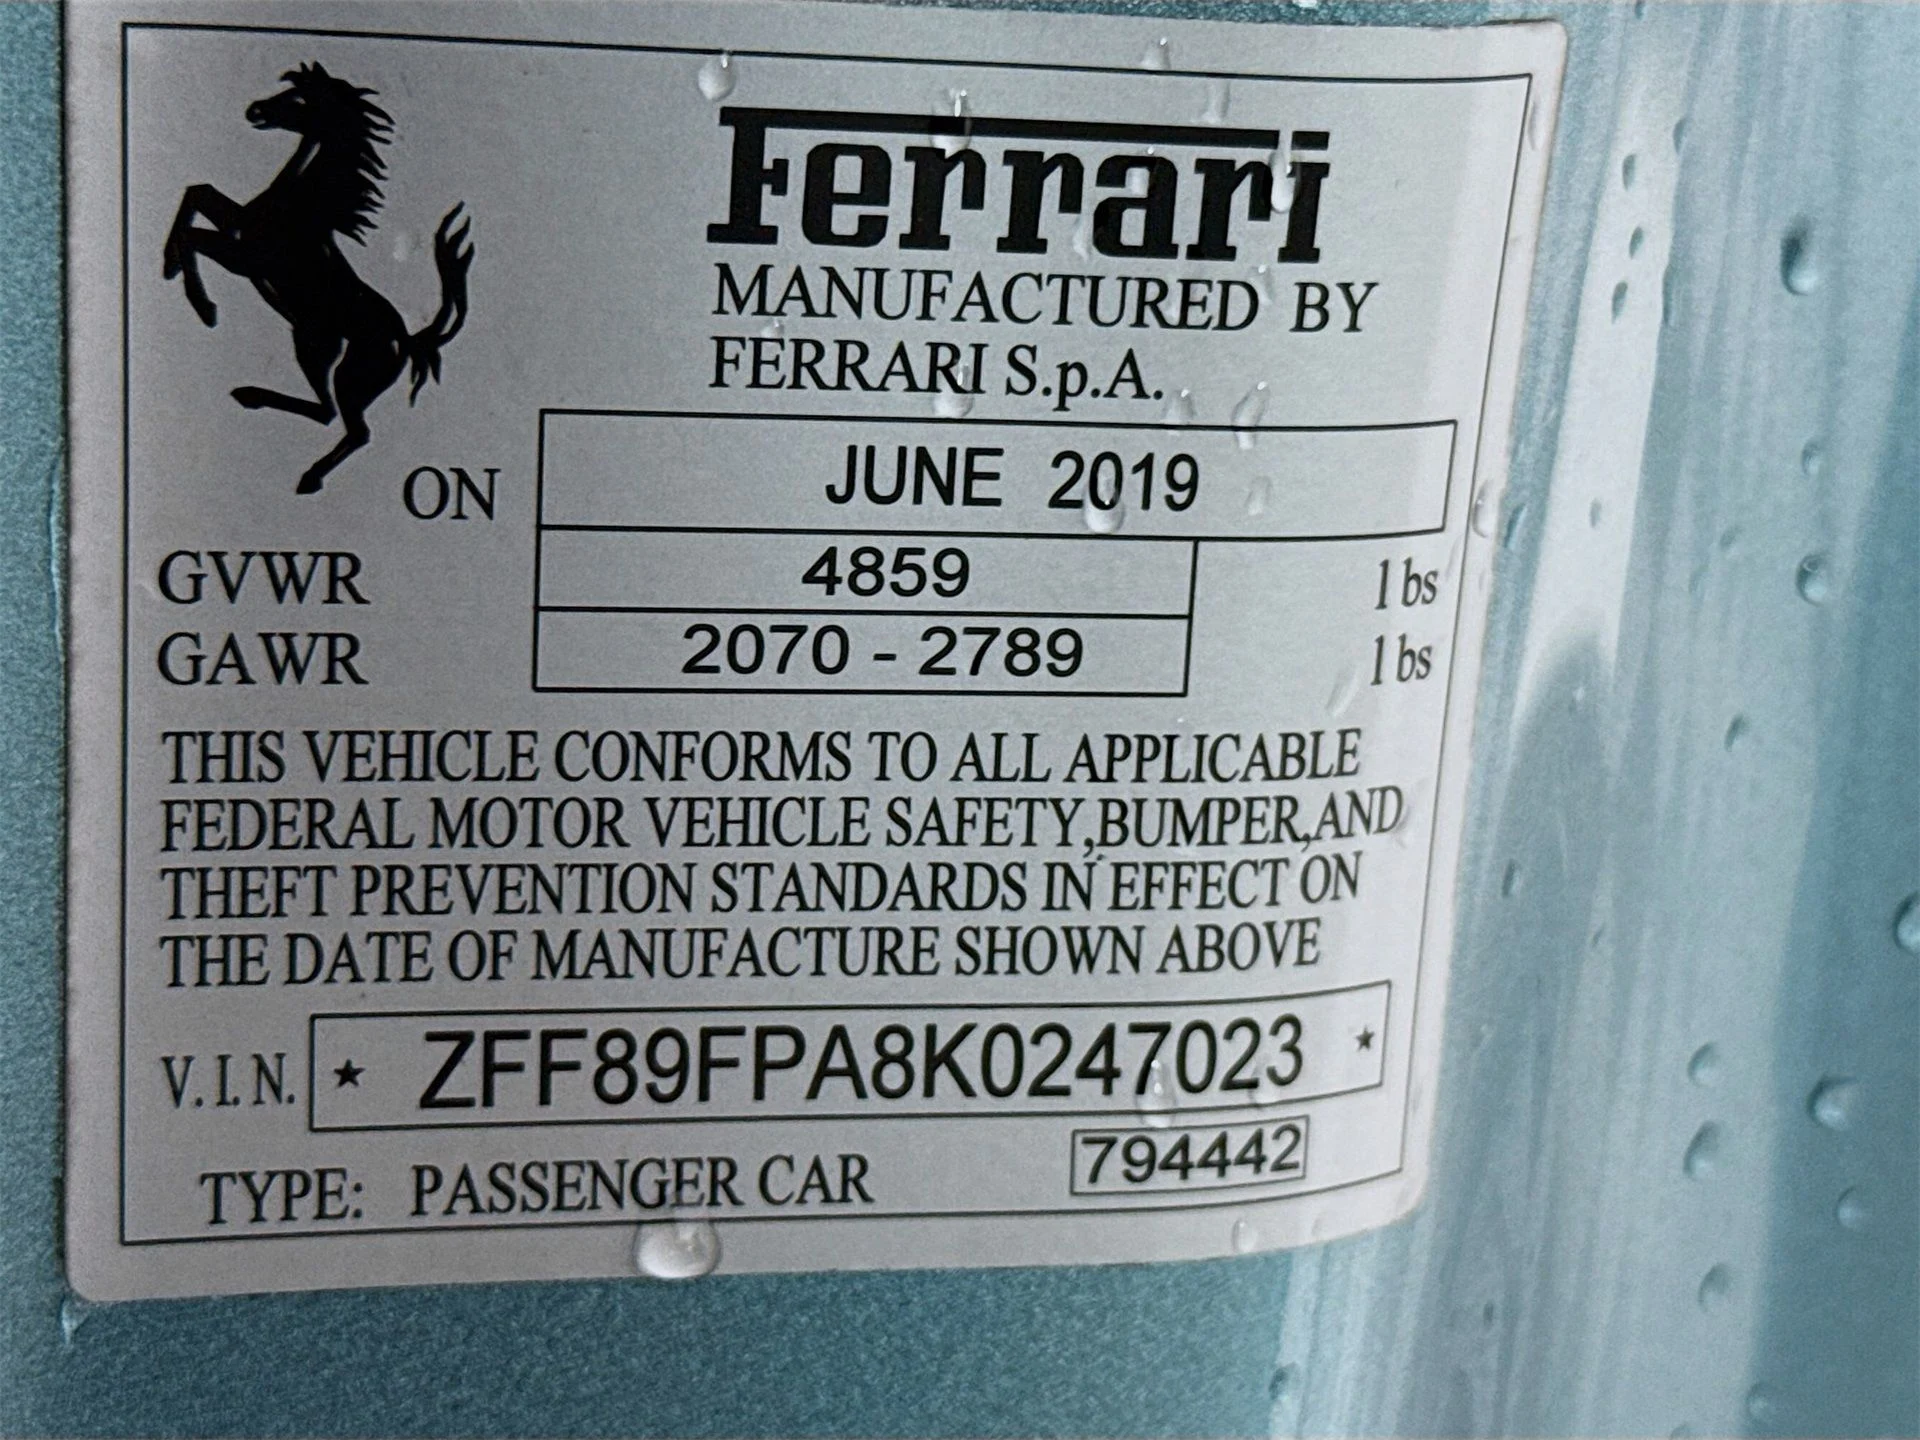 Ferrari
MANUFACTURED BY
FERRARI S.p.A.
ON JUNE 2019
GVWR 4859 lbs
GAWR 2070 - 2789 lbs
THIS VEHICLE CONFORMS TO ALL APPLICABLE
FEDERAL MOTOR VEHICLE SAFETY,BUMPER,AND
THEFT PREVENTION STANDARDS IN EFFECT ON
THE DATE OF MANUFACTURE SHOWN ABOVE
V.I.N. ★ ZFF89FPA8K0247023 ★
TYPE: PASSENGER CAR 794442